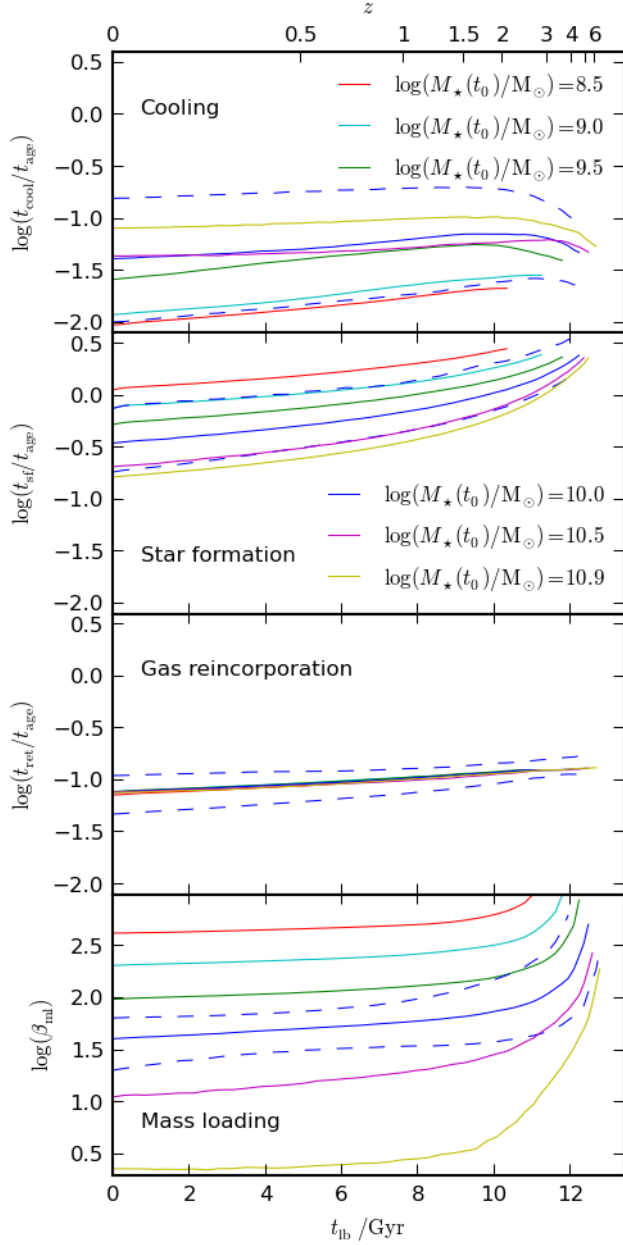 z
0 0.5 1 1.5 2 3 4 6
0.5
0.0
−0.5
−1.0
−1.5
−2.0
log(t_cool/t_age)
Cooling
log(M⋆(t₀)/M⊙)=8.5
log(M⋆(t₀)/M⊙)=9.0
log(M⋆(t₀)/M⊙)=9.5
0.5
0.0
−0.5
−1.0
−1.5
−2.0
log(t_sf/t_age)
log(M⋆(t₀)/M⊙)=10.0
log(M⋆(t₀)/M⊙)=10.5
log(M⋆(t₀)/M⊙)=10.9
Star formation
0.5
0.0
−0.5
−1.0
−1.5
−2.0
log(t_ret/t_age)
Gas reincorporation
2.5
2.0
1.5
1.0
0.5
log(β_ml)
Mass loading
0 2 4 6 8 10 12
t_lb /Gyr